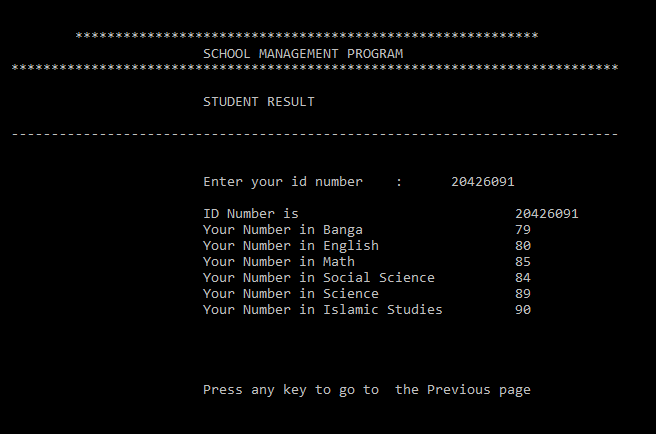 **********************************************************
SCHOOL MANAGEMENT PROGRAM
****************************************************************************
STUDENT RESULT
----------------------------------------------------------------------------
Enter your id number    :      20426091
ID Number is                           20426091
Your Number in Banga                   79
Your Number in English                 80
Your Number in Math                    85
Your Number in Social Science          84
Your Number in Science                 89
Your Number in Islamic Studies         90
Press any key to go to  the Previous page